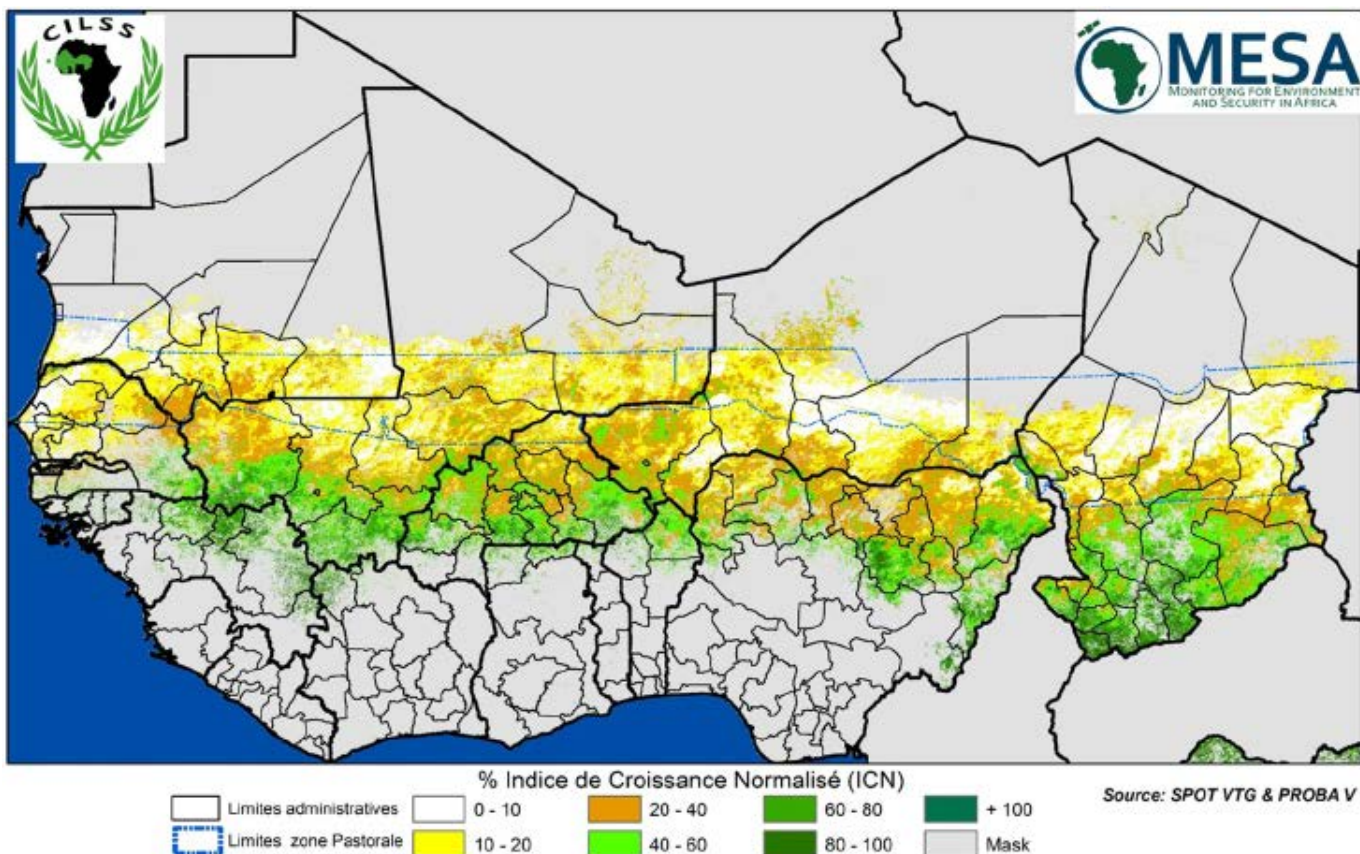 CILSS
MESA
MONITORING FOR ENVIRONMENT
AND SECURITY IN AFRICA
% Indice de Croissance Normalisé (ICN)
Limites administratives
0 - 10
20 - 40
60 - 80
+ 100
Source: SPOT VTG & PROBA V
Limites zone Pastorale
10 - 20
40 - 60
80 - 100
Mask